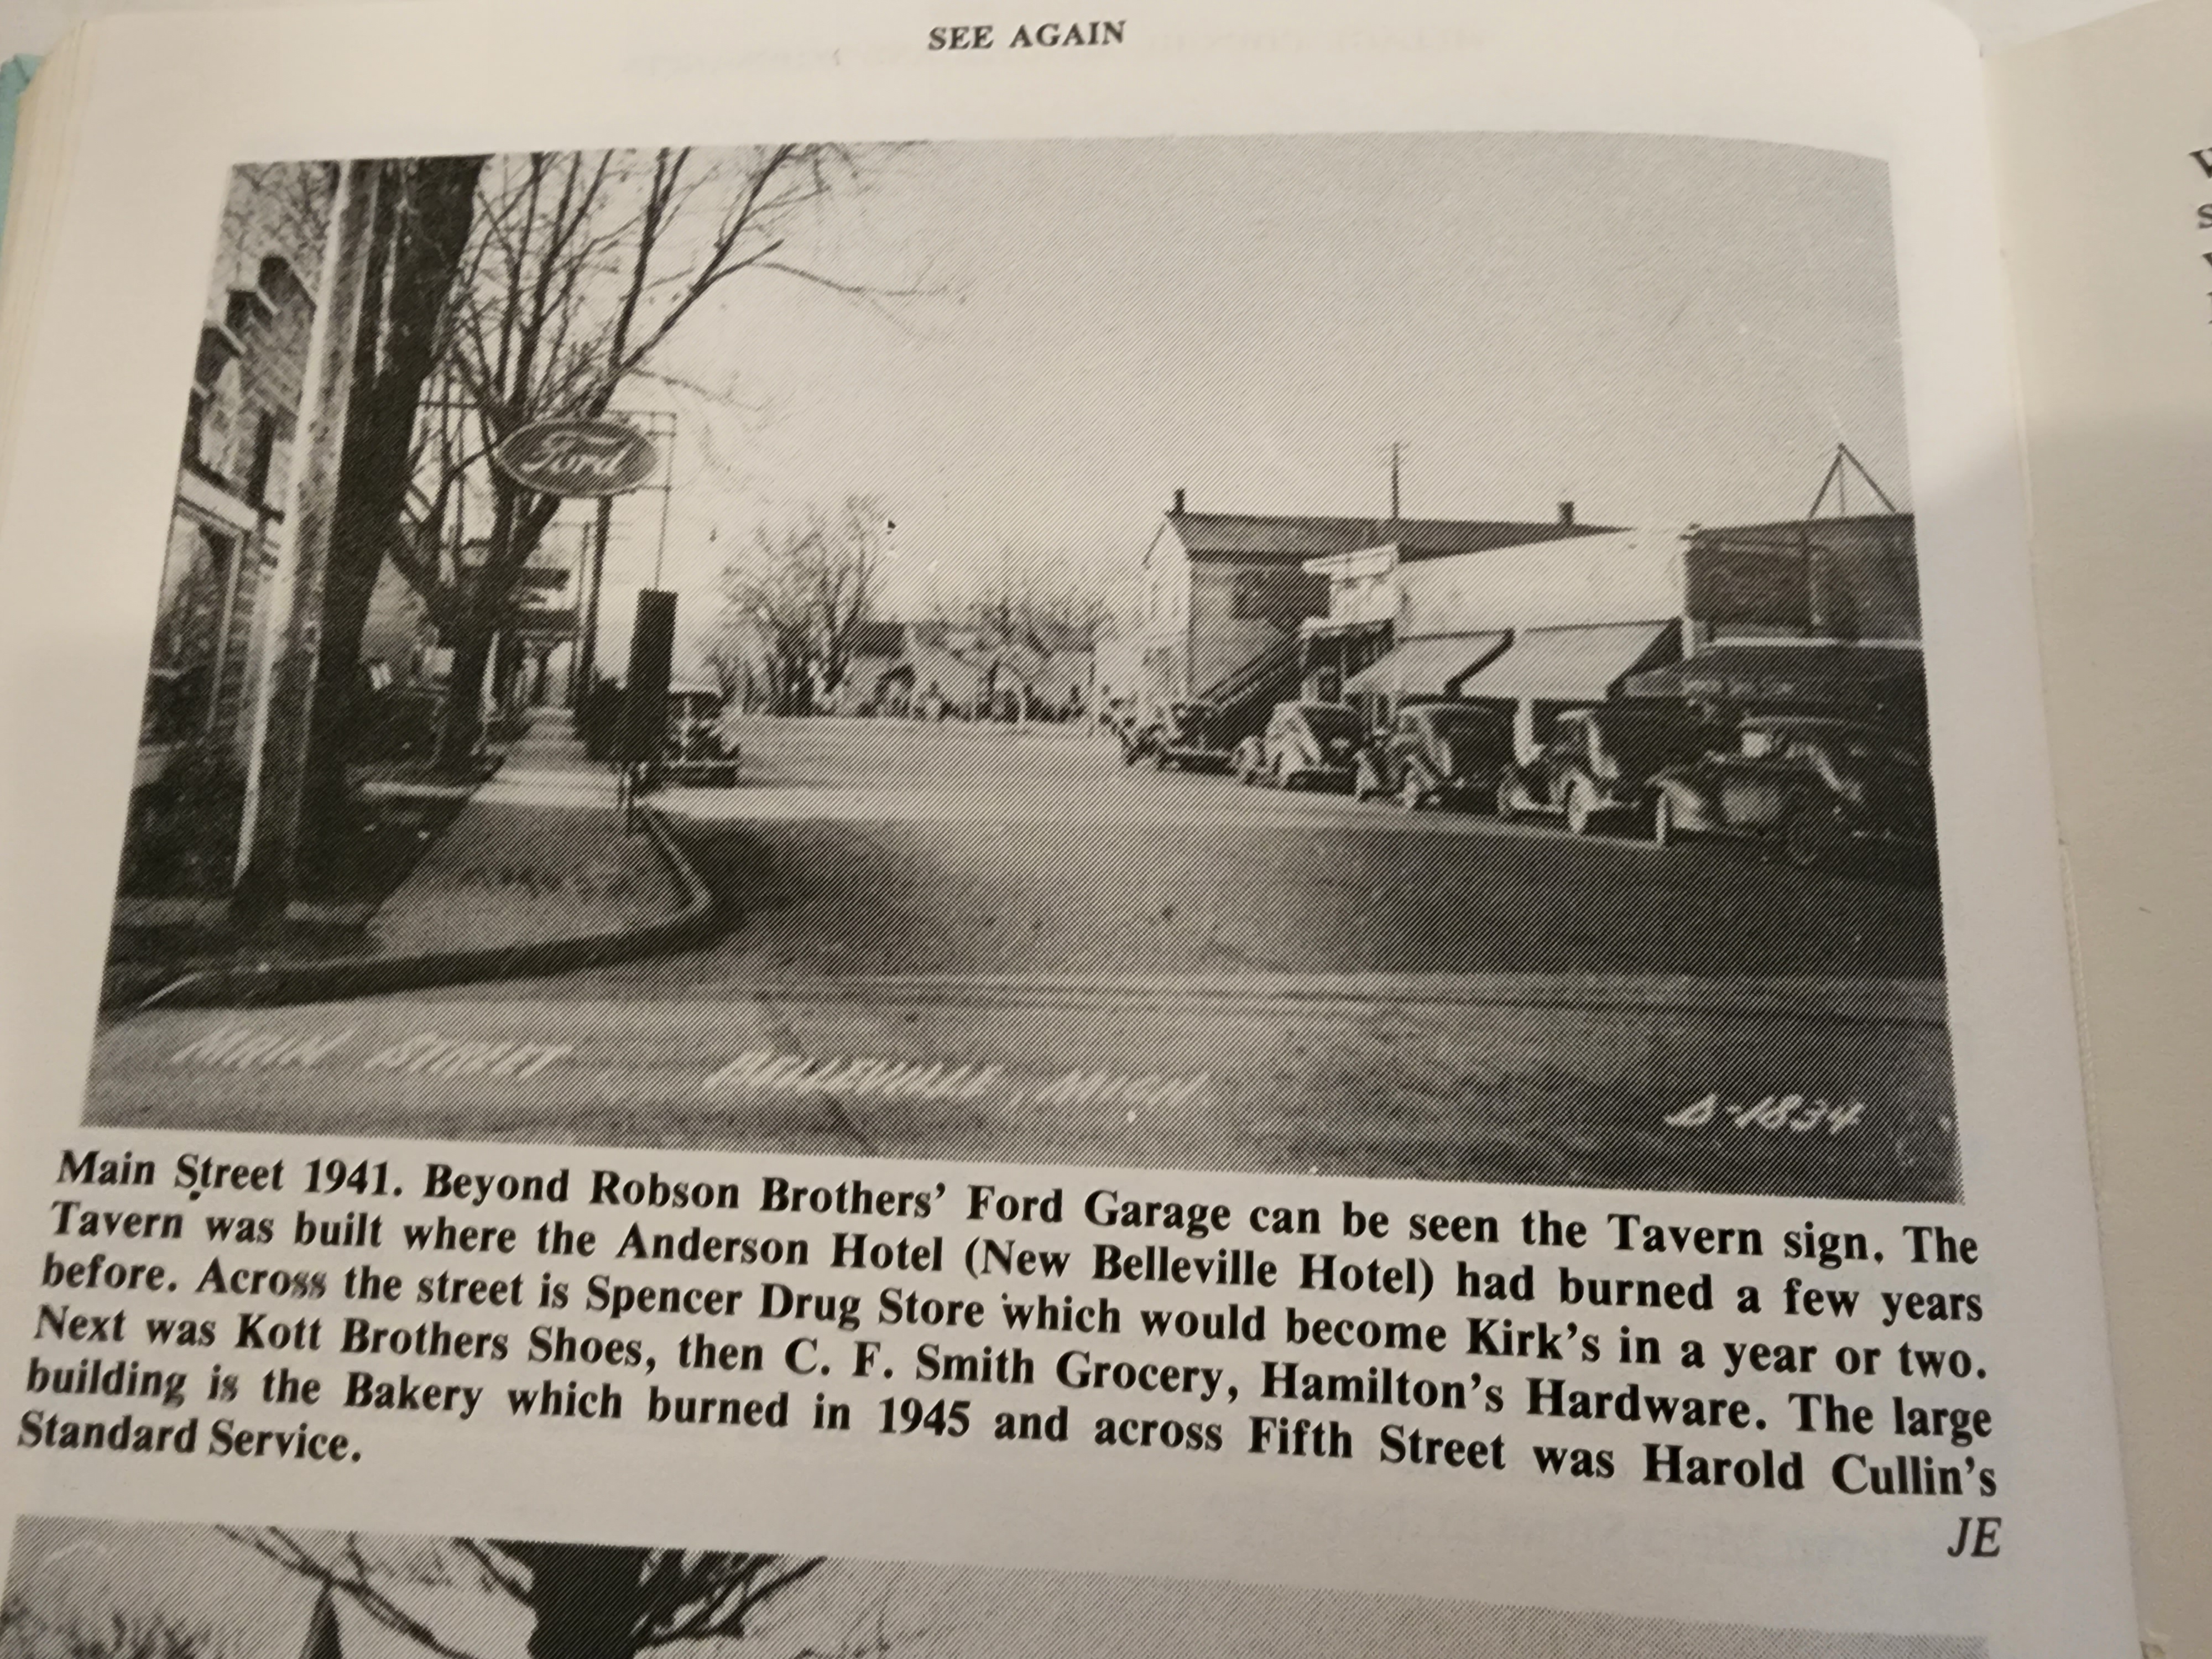 SEE AGAIN
Ford
MAIN STREET BELLEVILLE, MICH
S-1834
Main Street 1941. Beyond Robson Brothers' Ford Garage can be seen the Tavern sign. The
Tavern was built where the Anderson Hotel (New Belleville Hotel) had burned a few years
before. Across the street is Spencer Drug Store which would become Kirk's in a year or two.
Next was Kott Brothers Shoes, then C. F. Smith Grocery, Hamilton's Hardware. The large
building is the Bakery which burned in 1945 and across Fifth Street was Harold Cullin's
Standard Service.
JE